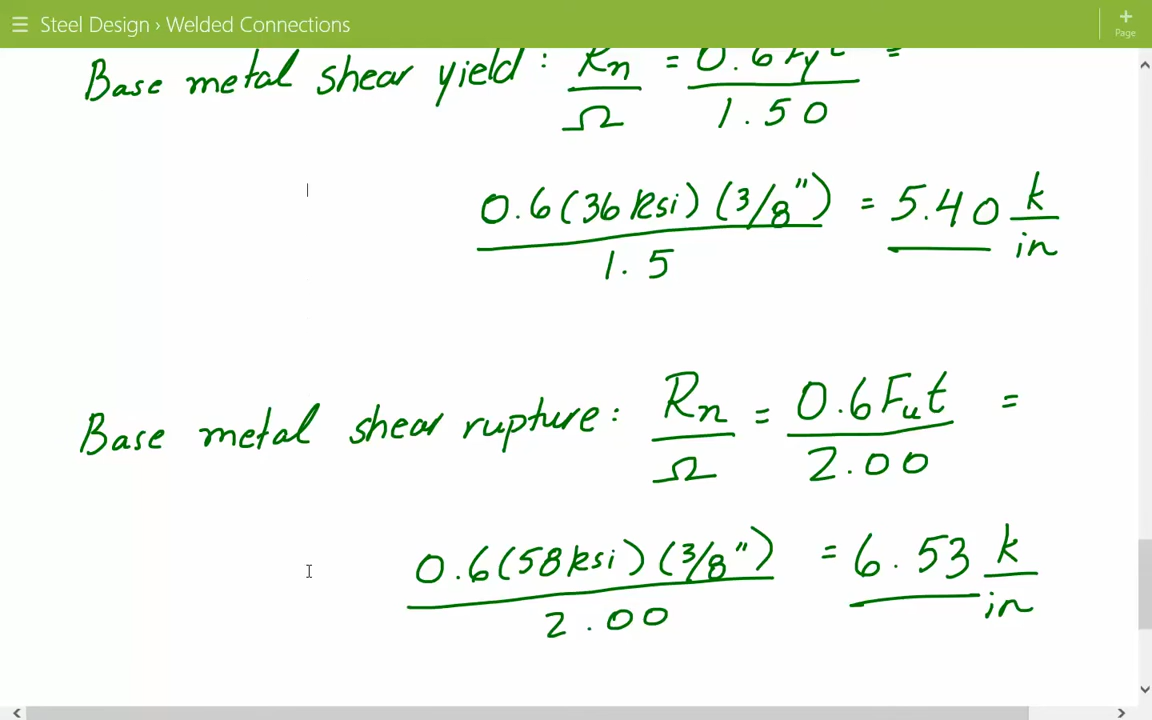 Steel Design › Welded Connections
Page
Base metal shear yield : Rn/Ω = 0.6Fyt/1.50 =
0.6(36ksi)(3/8")/1.5 = 5.40 k/in
Base metal shear rupture: Rn/Ω = 0.6Fut/2.00 =
0.6(58ksi)(3/8")/2.00 = 6.53 k/in